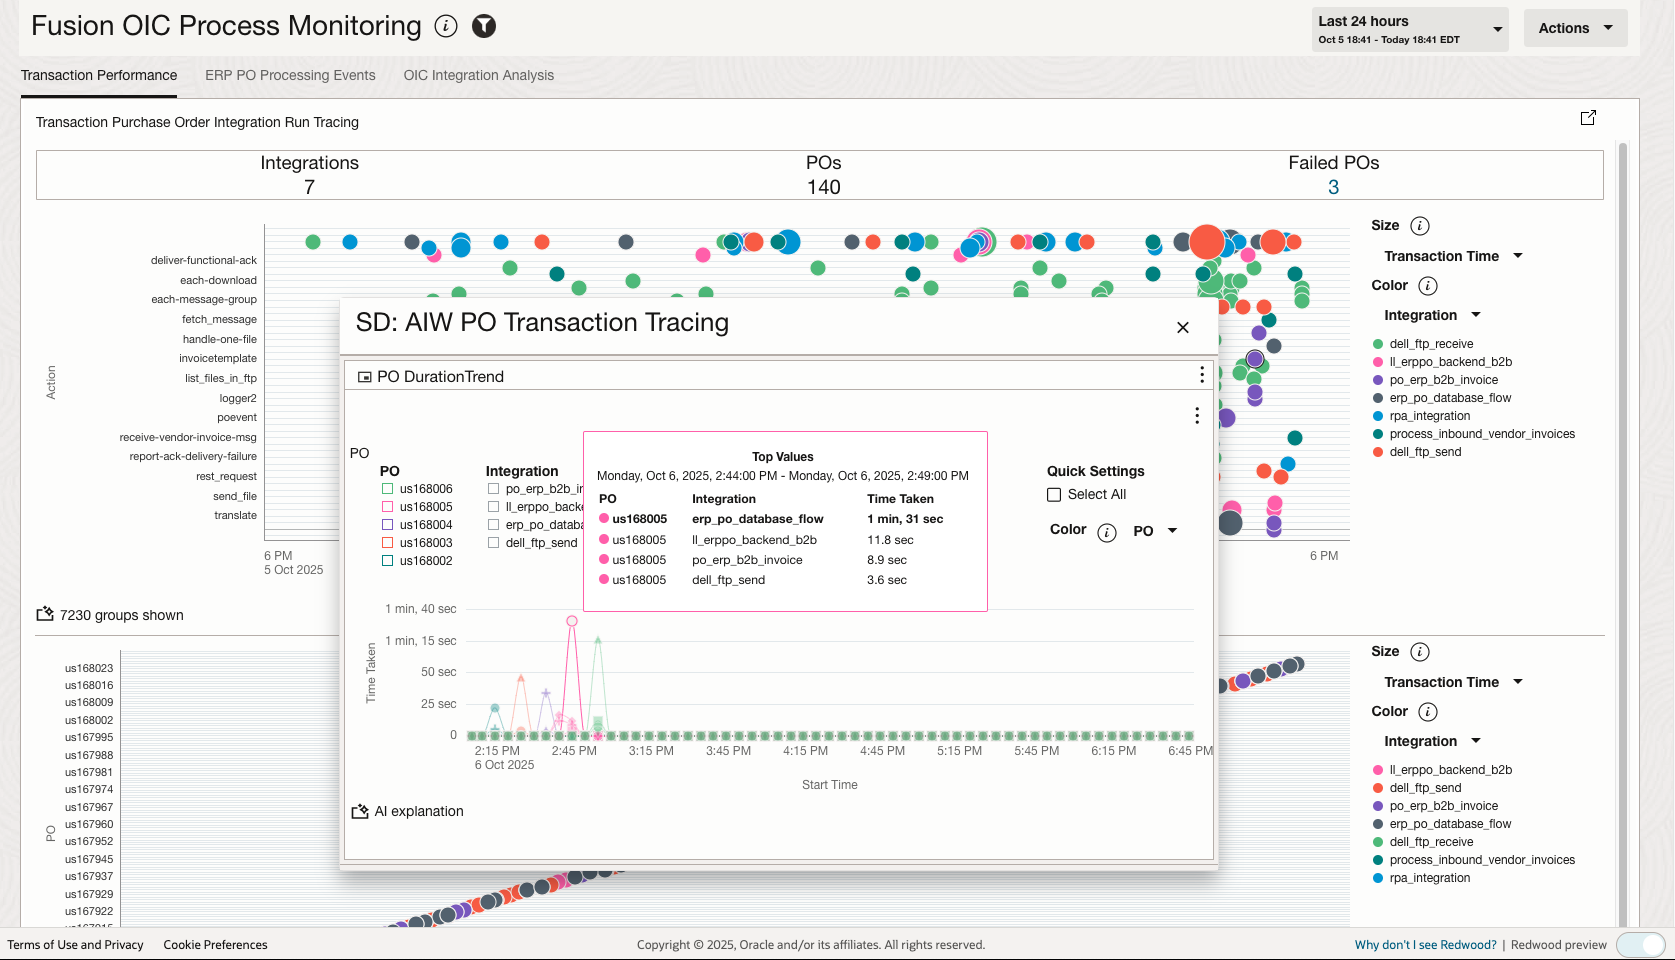 Fusion OIC Process Monitoring
Last 24 hours
Oct 5 18:41 - Today 18:41 EDT
Actions
Transaction Performance
ERP PO Processing Events
OIC Integration Analysis
Transaction Purchase Order Integration Run Tracing
Integrations
7
POs
140
Failed POs
3
Action
deliver-functional-ack
each-download
each-message-group
fetch_message
handle-one-file
invoicetemplate
list_files_in_ftp
logger2
poevent
receive-vendor-invoice-msg
report-ack-delivery-failure
rest_request
send_file
translate
6 PM
5 Oct 2025
6 PM
Size
Transaction Time
Color
Integration
dell_ftp_receive
ll_erppo_backend_b2b
po_erp_b2b_invoice
erp_po_database_flow
rpa_integration
process_inbound_vendor_invoices
dell_ftp_send
7230 groups shown
SD: AIW PO Transaction Tracing
PO DurationTrend
PO
PO
us168006
us168005
us168004
us168003
us168002
Integration
po_erp_b2b_in
ll_erppo_backe
erp_po_databa
dell_ftp_send
Top Values
Monday, Oct 6, 2025, 2:44:00 PM - Monday, Oct 6, 2025, 2:49:00 PM
PO Integration Time Taken
us168005 erp_po_database_flow 1 min, 31 sec
us168005 ll_erppo_backend_b2b 11.8 sec
us168005 po_erp_b2b_invoice 8.9 sec
us168005 dell_ftp_send 3.6 sec
Quick Settings
Select All
Color PO
Time Taken
1 min, 40 sec
1 min, 15 sec
50 sec
25 sec
0
2:15 PM 2:45 PM 3:15 PM 3:45 PM 4:15 PM 4:45 PM 5:15 PM 5:45 PM 6:15 PM 6:45 PM
6 Oct 2025
Start Time
AI explanation
PO
us168023
us168016
us168009
us168002
us167995
us167988
us167981
us167974
us167967
us167960
us167952
us167945
us167937
us167929
us167922
us167915
Size
Transaction Time
Color
Integration
ll_erppo_backend_b2b
dell_ftp_send
po_erp_b2b_invoice
erp_po_database_flow
dell_ftp_receive
process_inbound_vendor_invoices
rpa_integration
Terms of Use and Privacy
Cookie Preferences
Copyright © 2025, Oracle and/or its affiliates. All rights reserved.
Why don't I see Redwood? | Redwood preview